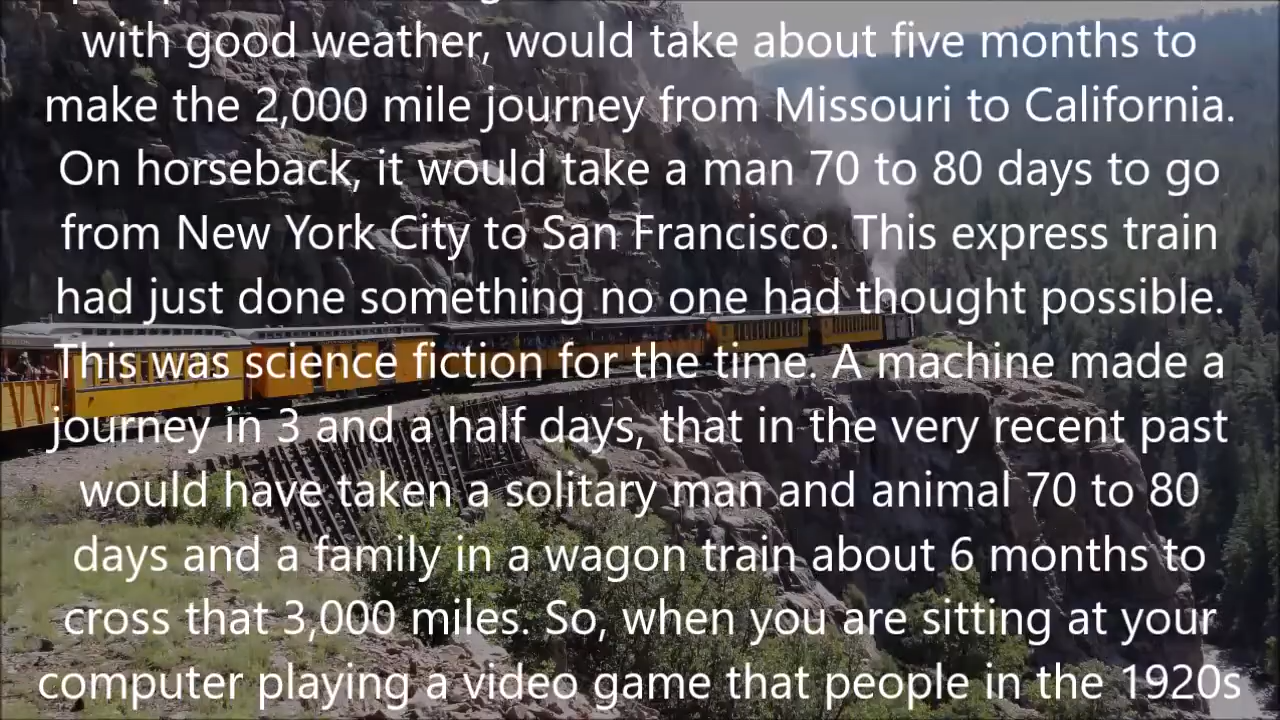 with good weather, would take about five months to
make the 2,000 mile journey from Missouri to California.
On horseback, it would take a man 70 to 80 days to go
from New York City to San Francisco. This express train
had just done something no one had thought possible.
This was science fiction for the time. A machine made a
journey in 3 and a half days, that in the very recent past
would have taken a solitary man and animal 70 to 80
days and a family in a wagon train about 6 months to
cross that 3,000 miles. So, when you are sitting at your
computer playing a video game that people in the 1920s